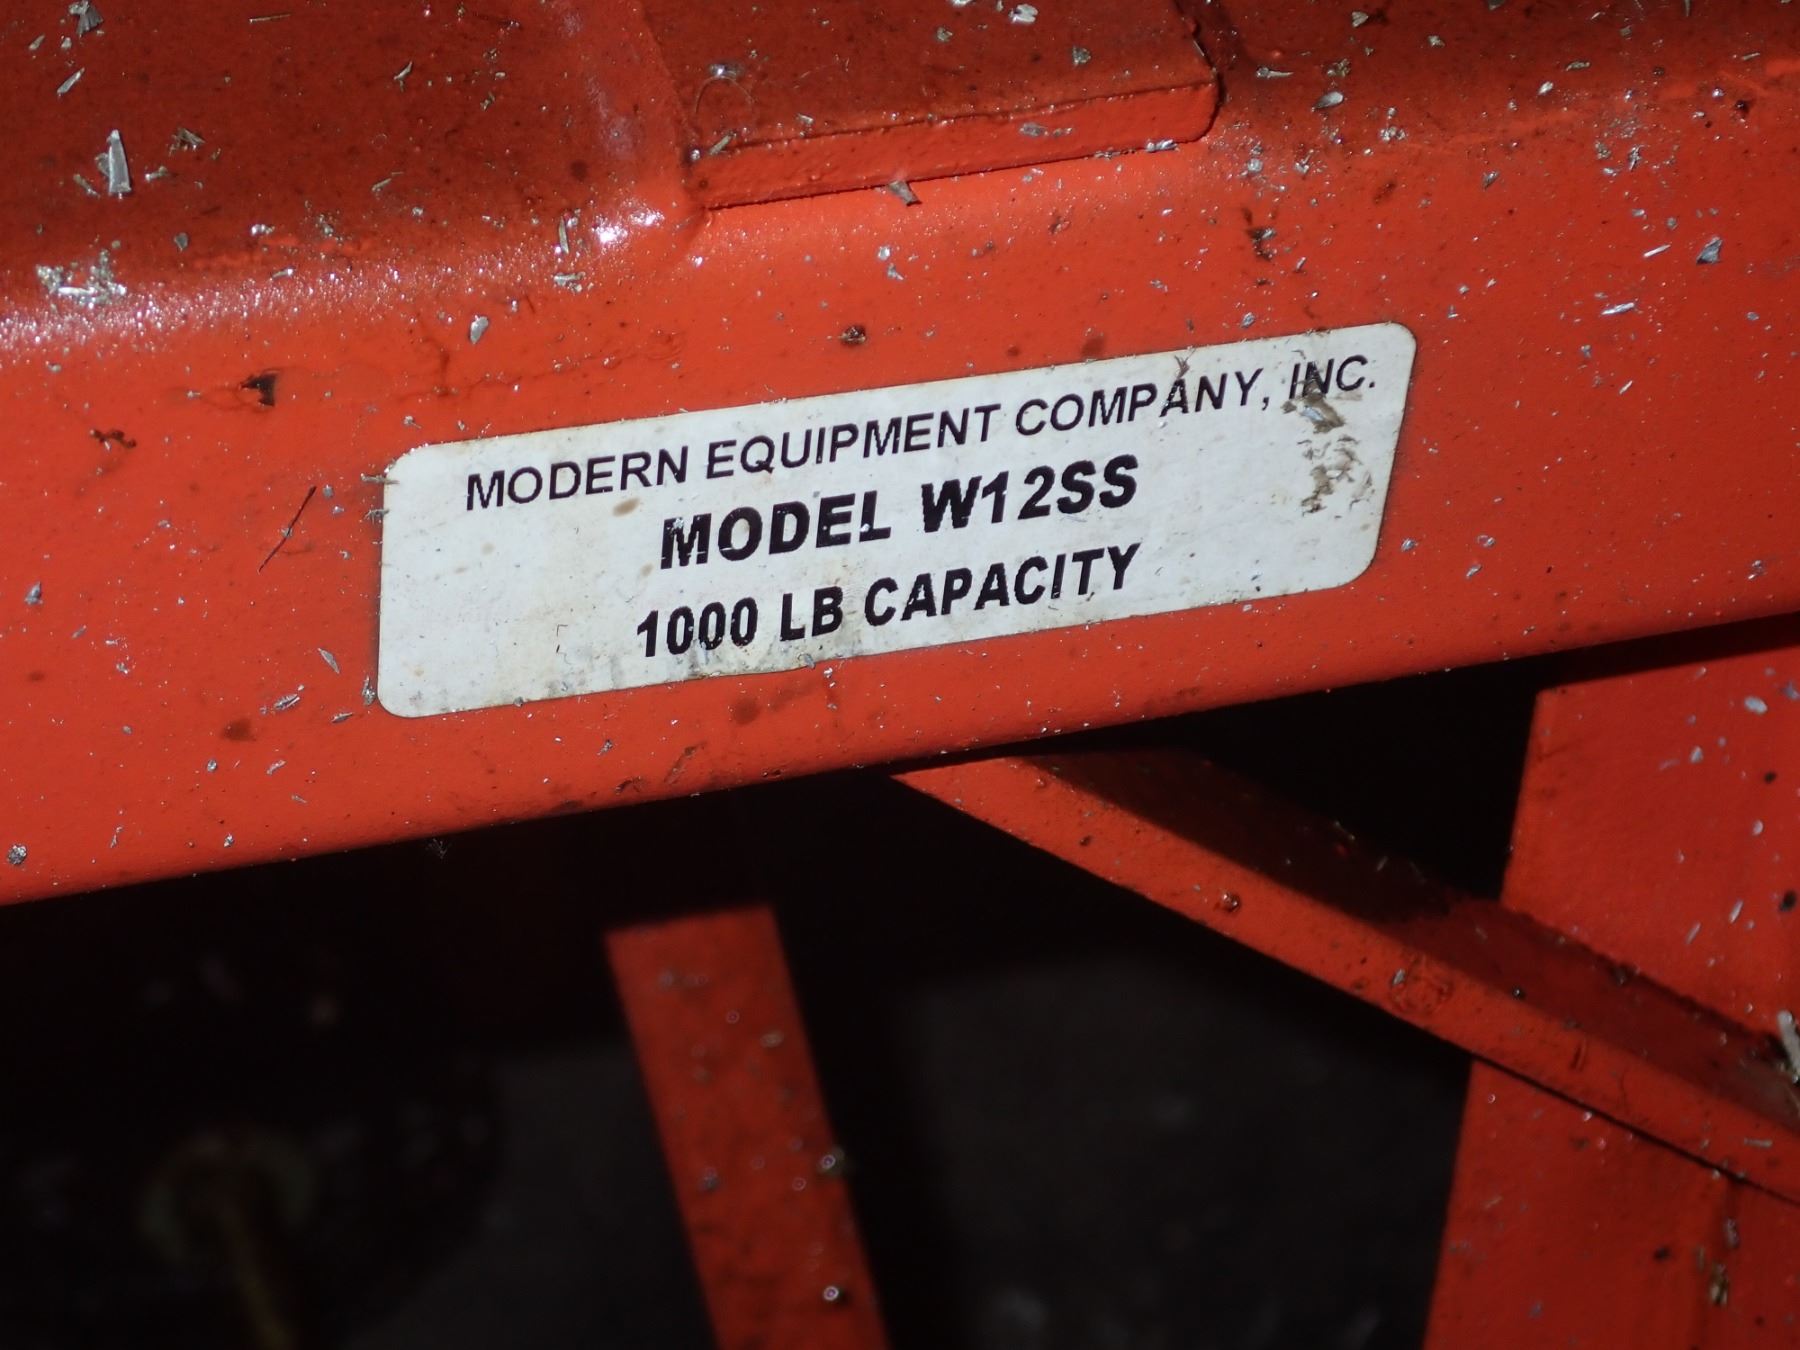 MODERN EQUIPMENT COMPANY, INC.
MODEL W12SS
1000 LB CAPACITY